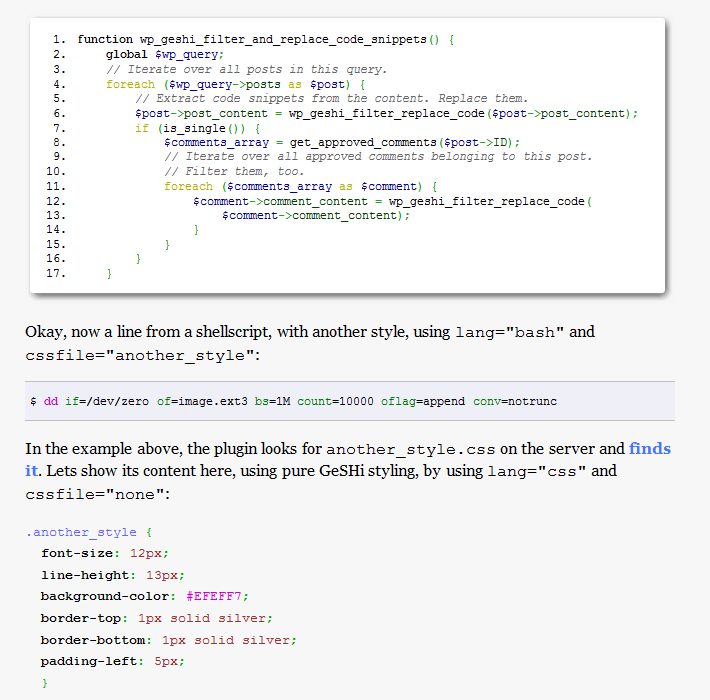 1. function wp_geshi_filter_and_replace_code_snippets() {
2. global $wp_query;
3. // Iterate over all posts in this query.
4. foreach ($wp_query->posts as $post) {
5. // Extract code snippets from the content. Replace them.
6. $post->post_content = wp_geshi_filter_replace_code($post->post_content);
7. if (is_single()) {
8. $comments_array = get_approved_comments($post->ID);
9. // Iterate over all approved comments belonging to this post.
10. // Filter them, too.
11. foreach ($comments_array as $comment) {
12. $comment->comment_content = wp_geshi_filter_replace_code(
13. $comment->comment_content);
14. }
15. }
16. }
17. }
Okay, now a line from a shellscript, with another style, using lang="bash" and
cssfile="another_style":
$ dd if=/dev/zero of=image.ext3 bs=1M count=10000 oflag=append conv=notrunc
In the example above, the plugin looks for another_style.css on the server and finds
it. Lets show its content here, using pure GeSHi styling, by using lang="css" and
cssfile="none":
.another_style {
font-size: 12px;
line-height: 13px;
background-color: #EFEFF7;
border-top: 1px solid silver;
border-bottom: 1px solid silver;
padding-left: 5px;
}